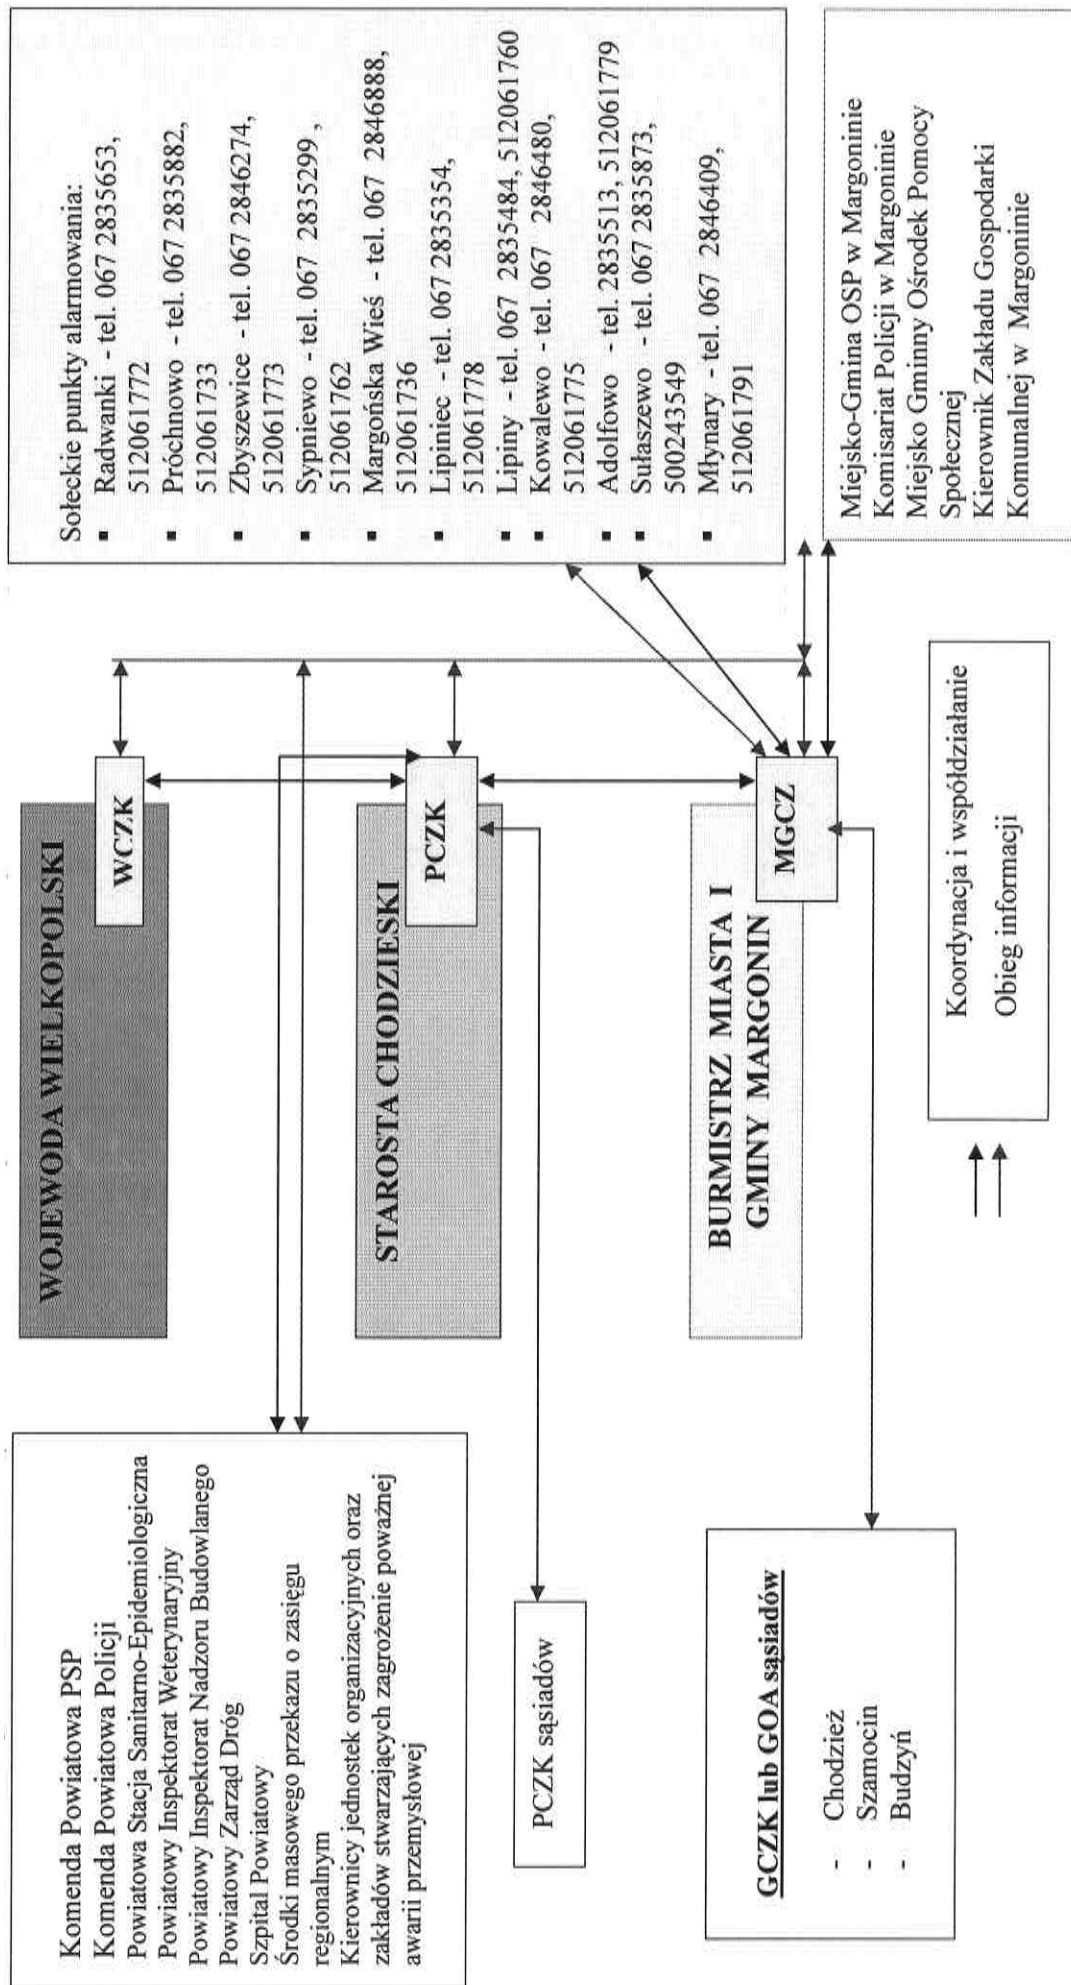 Komenda Powiatowa PSP
Komenda Powiatowa Policji
Powiatowa Stacja Sanitarno-Epidemiologiczna
Powiatowy Inspektorat Weterynaryjny
Powiatowy Inspektorat Nadzoru Budowlanego
Powiatowy Zarząd Dróg
Szpital Powiatowy
Środki masowego przekazu o zasięgu
regionalnym
Kierownicy jednostek organizacyjnych oraz
zakładów stwarzających zagrożenie poważnej
awarii przemysłowej
PCZK sąsiadów
GCZK lub GOA sąsiadów
- Chodzież
- Szamocin
- Budzyń
WOJEWODA WIELKOPOLSKI
WCZK
STAROSTA CHODZIESKI
PCZK
BURMISTRZ MIASTA I
GMINY MARGONIN
MGCZ
Koordynacja i współdziałanie
Obieg informacji
Sołeckie punkty alarmowania:
▪ Radwanki - tel. 067 2835653,
512061772
▪ Próchnowo - tel. 067 2835882,
512061733
▪ Zbyszewice - tel. 067 2846274,
512061773
▪ Sypniewo - tel. 067 2835299 ,
512061762
▪ Margońska Wieś - tel. 067 2846888,
512061736
▪ Lipiniec - tel. 067 2835354,
512061778
▪ Lipiny - tel. 067 2835484, 512061760
▪ Kowalewo - tel. 067 2846480,
512061775
▪ Adolfowo - tel. 2835513, 512061779
▪ Sułaszewo - tel. 067 2835873,
500243549
▪ Młynary - tel. 067 2846409,
512061791
Miejsko-Gmina OSP w Margoninie
Komisariat Policji w Margoninie
Miejsko Gminny Ośrodek Pomocy
Społecznej
Kierownik Zakładu Gospodarki
Komunalnej w Margoninie